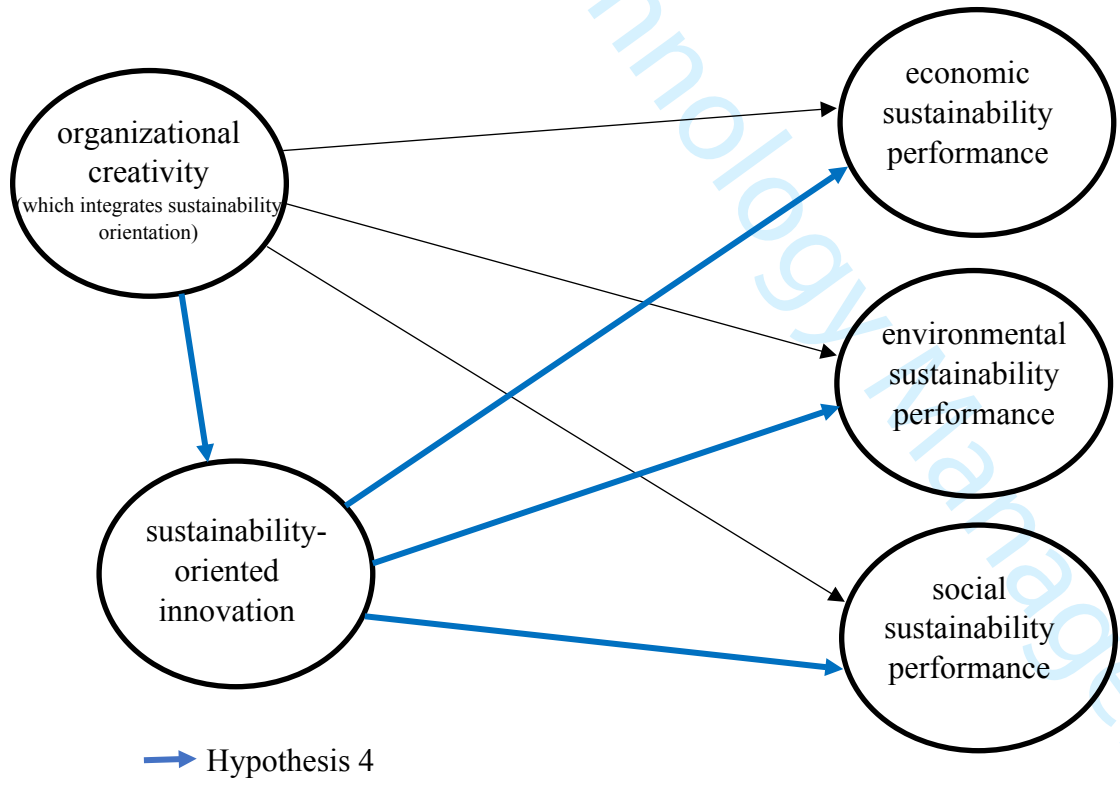 organizational
creativity
(which integrates sustainability
orientation)
economic
sustainability
performance
environmental
sustainability
performance
sustainability-
oriented
innovation
social
sustainability
performance
Hypothesis 4